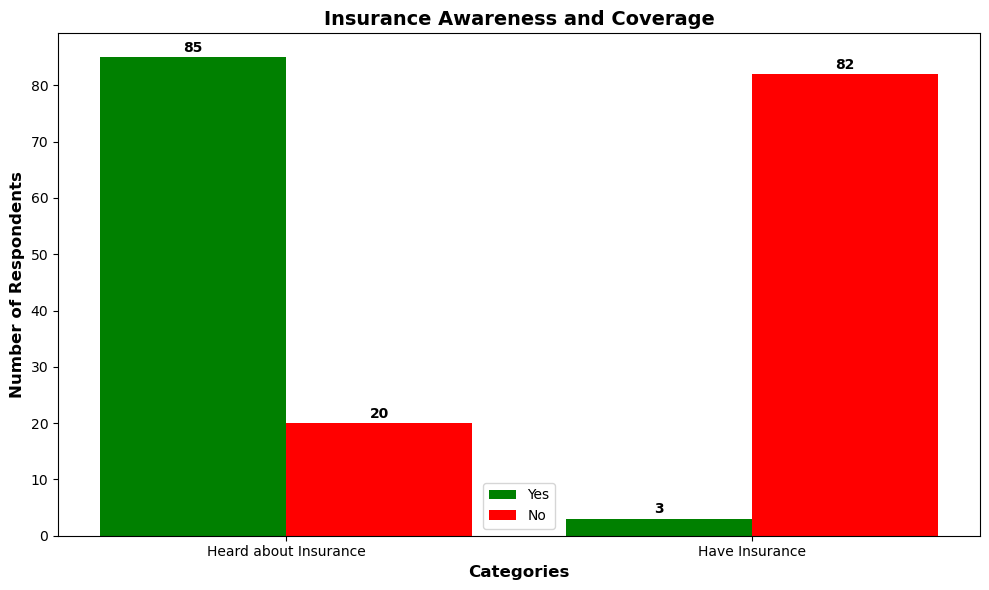 Insurance Awareness and Coverage
85
82
20
3
80
70
60
50
40
30
20
10
0
Number of Respondents
Yes
No
Heard about Insurance
Have Insurance
Categories